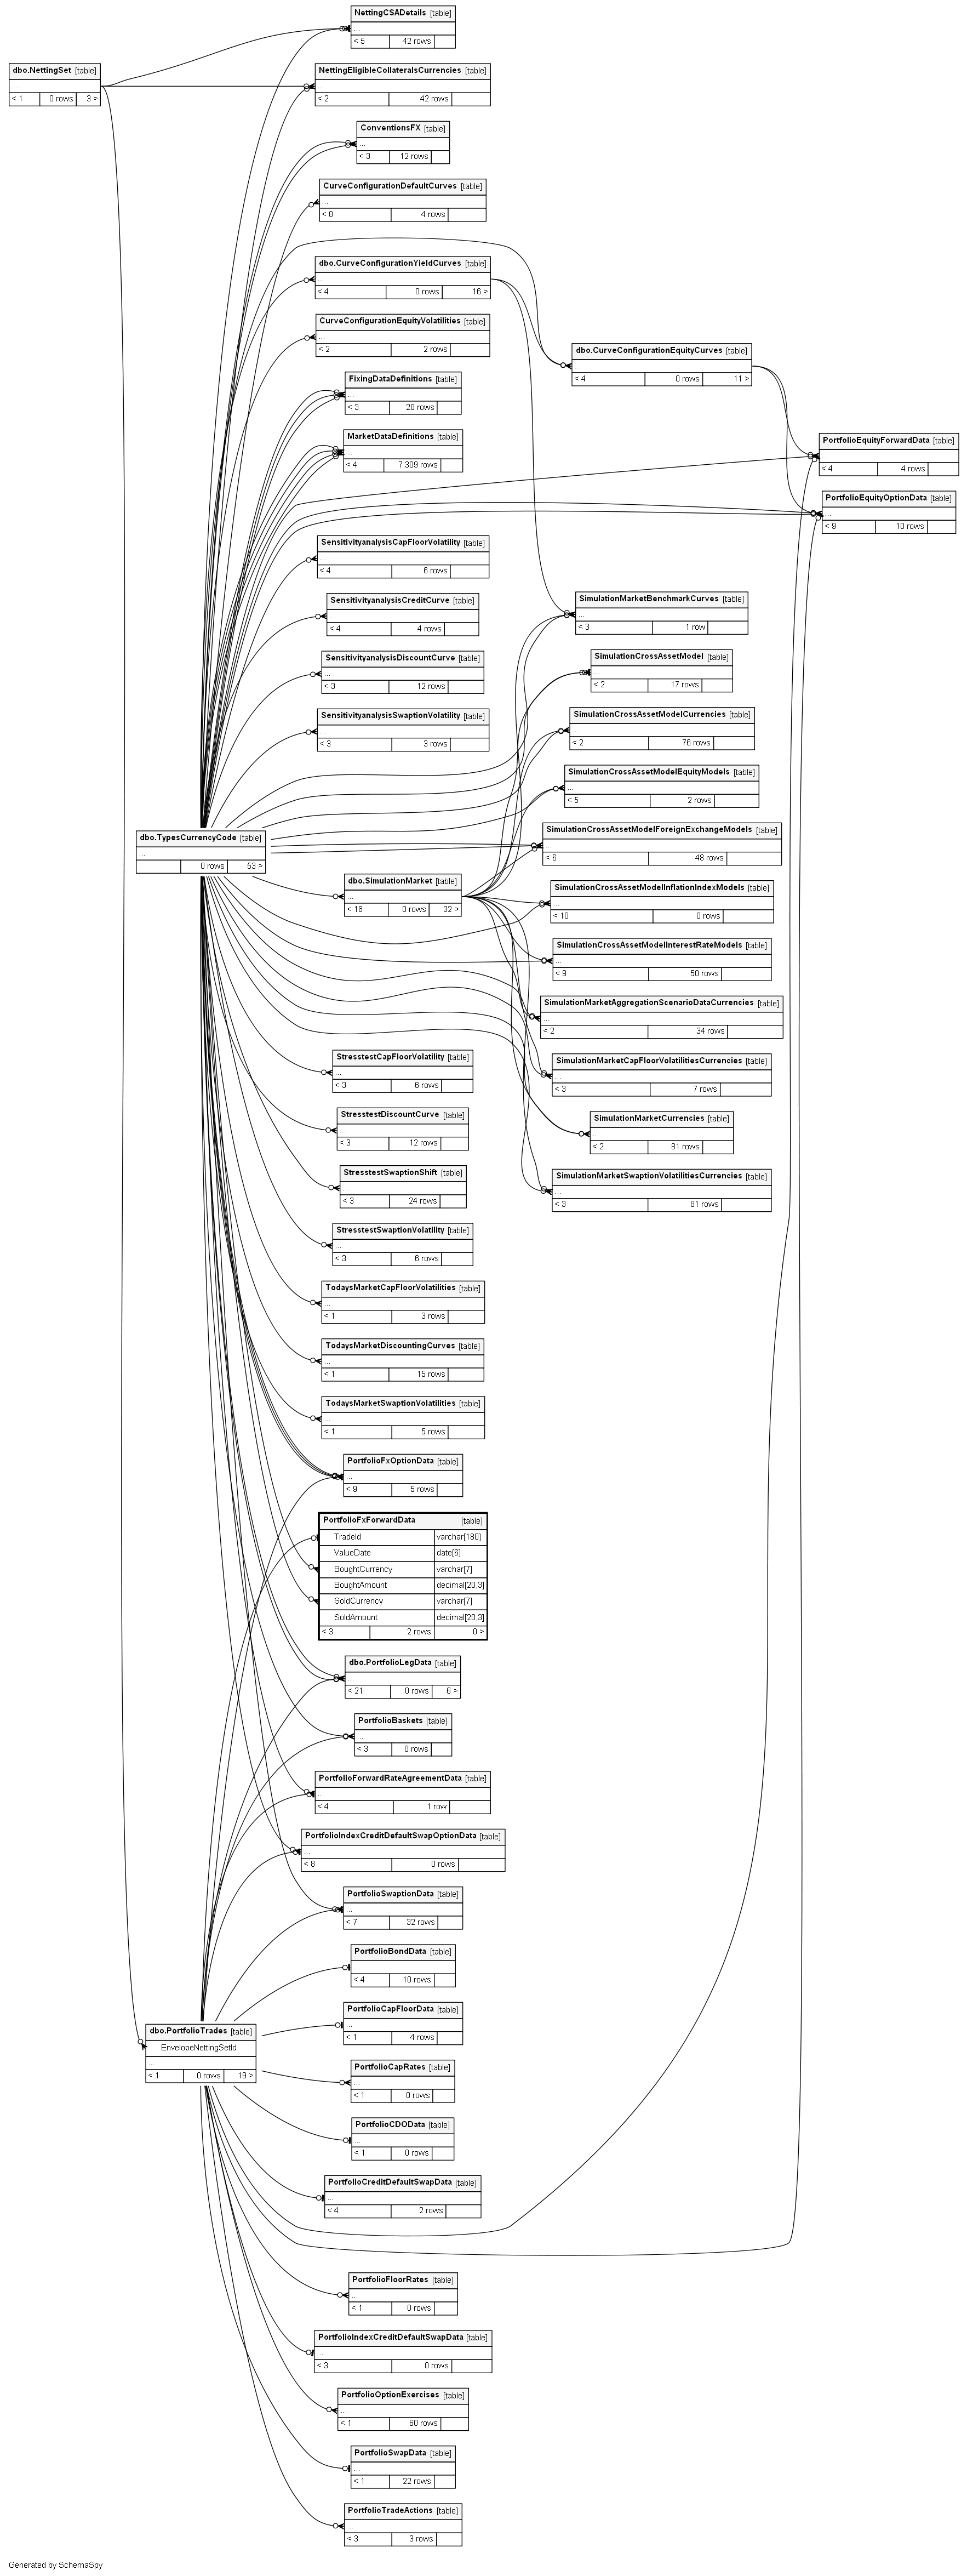 NettingCSADetails [table]
...
< 5 42 rows
dbo.NettingSet [table]
...
< 1 0 rows 3 >
NettingEligibleCollateralsCurrencies [table]
...
< 2 42 rows
ConventionsFX [table]
...
< 3 12 rows
CurveConfigurationDefaultCurves [table]
...
< 8 4 rows
dbo.CurveConfigurationYieldCurves [table]
...
< 4 0 rows 16 >
CurveConfigurationEquityVolatilities [table]
...
< 2 2 rows
dbo.CurveConfigurationEquityCurves [table]
...
< 4 0 rows 11 >
FixingDataDefinitions [table]
...
< 3 28 rows
MarketDataDefinitions [table]
...
< 4 7.309 rows
PortfolioEquityForwardData [table]
...
< 4 4 rows
PortfolioEquityOptionData [table]
...
< 9 10 rows
SensitivityanalysisCapFloorVolatility [table]
...
< 4 6 rows
SensitivityanalysisCreditCurve [table]
...
< 4 4 rows
SimulationMarketBenchmarkCurves [table]
...
< 3 1 row
SensitivityanalysisDiscountCurve [table]
...
< 3 12 rows
SimulationCrossAssetModel [table]
...
< 2 17 rows
SensitivityanalysisSwaptionVolatility [table]
...
< 3 3 rows
SimulationCrossAssetModelCurrencies [table]
...
< 2 76 rows
SimulationCrossAssetModelEquityModels [table]
...
< 5 2 rows
dbo.TypesCurrencyCode [table]
...
0 rows 53 >
SimulationCrossAssetModelForeignExchangeModels [table]
...
< 6 48 rows
dbo.SimulationMarket [table]
...
< 16 0 rows 32 >
SimulationCrossAssetModelInflationIndexModels [table]
...
< 10 0 rows
SimulationCrossAssetModelInterestRateModels [table]
...
< 9 50 rows
SimulationMarketAggregationScenarioDataCurrencies [table]
...
< 2 34 rows
StresstestCapFloorVolatility [table]
...
< 3 6 rows
SimulationMarketCapFloorVolatilitiesCurrencies [table]
...
< 3 7 rows
StresstestDiscountCurve [table]
...
< 3 12 rows
SimulationMarketCurrencies [table]
...
< 2 81 rows
StresstestSwaptionShift [table]
...
< 3 24 rows
SimulationMarketSwaptionVolatilitiesCurrencies [table]
...
< 3 81 rows
StresstestSwaptionVolatility [table]
...
< 3 6 rows
TodaysMarketCapFloorVolatilities [table]
...
< 1 3 rows
TodaysMarketDiscountingCurves [table]
...
< 1 15 rows
TodaysMarketSwaptionVolatilities [table]
...
< 1 5 rows
PortfolioFxOptionData [table]
...
< 9 5 rows
PortfolioFxForwardData [table]
TradeId varchar[180]
ValueDate date[6]
BoughtCurrency varchar[7]
BoughtAmount decimal[20,3]
SoldCurrency varchar[7]
SoldAmount decimal[20,3]
< 3 2 rows 0 >
dbo.PortfolioLegData [table]
...
< 21 0 rows 6 >
PortfolioBaskets [table]
...
< 3 0 rows
PortfolioForwardRateAgreementData [table]
...
< 4 1 row
PortfolioIndexCreditDefaultSwapOptionData [table]
...
< 8 0 rows
PortfolioSwaptionData [table]
...
< 7 32 rows
PortfolioBondData [table]
...
< 4 10 rows
PortfolioCapFloorData [table]
...
< 1 4 rows
dbo.PortfolioTrades [table]
EnvelopeNettingSetId
...
< 1 0 rows 19 >
PortfolioCapRates [table]
...
< 1 0 rows
PortfolioCDOData [table]
...
< 1 0 rows
PortfolioCreditDefaultSwapData [table]
...
< 4 2 rows
PortfolioFloorRates [table]
...
< 1 0 rows
PortfolioIndexCreditDefaultSwapData [table]
...
< 3 0 rows
PortfolioOptionExercises [table]
...
< 1 60 rows
PortfolioSwapData [table]
...
< 1 22 rows
PortfolioTradeActions [table]
...
< 3 3 rows
Generated by SchemaSpy